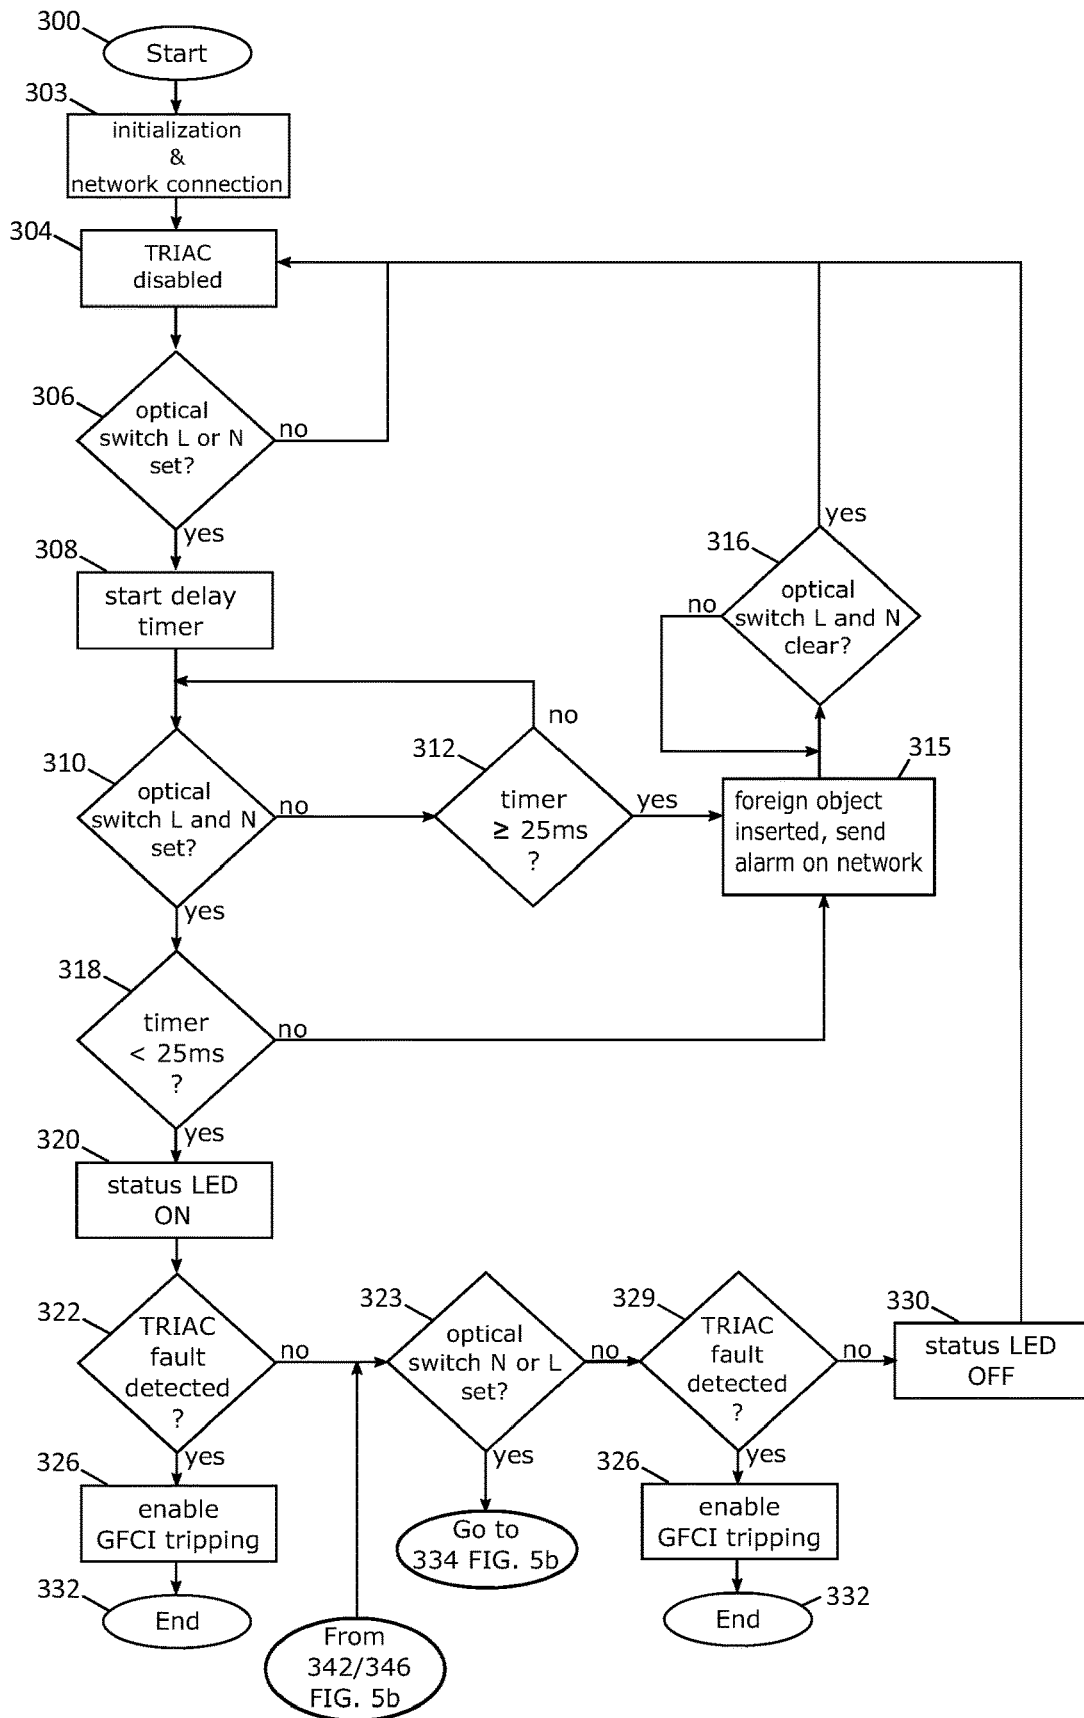 300
Start
303
initialization
&
network connection
304
TRIAC
disabled
306
optical
switch L or N
set?
no
yes
308
start delay
timer
316
optical
switch L and N
clear?
yes
no
310
optical
switch L and N
set?
no
yes
312
timer
≥ 25ms
?
no
yes
315
foreign object
inserted, send
alarm on network
318
timer
< 25ms
?
no
yes
320
status LED
ON
322
TRIAC
fault
detected
?
no
yes
323
optical
switch N or L
set?
no
yes
329
TRIAC
fault
detected
?
no
yes
330
status LED
OFF
326
enable
GFCI tripping
332
End
Go to
334 FIG. 5b
326
enable
GFCI tripping
End
332
From
342/346
FIG. 5b